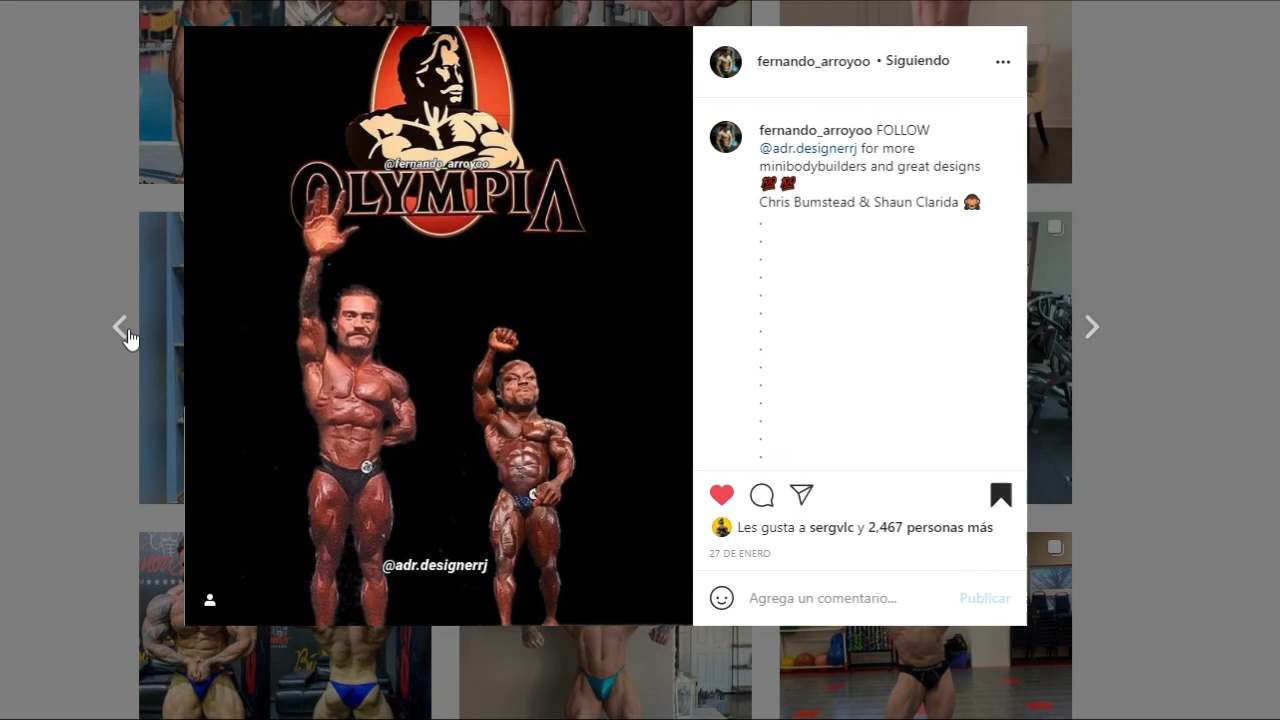 @fernando_arroyoo
OLYMPIA
@adr.designerrj
fernando_arroyoo • Siguiendo
fernando_arroyoo FOLLOW
@adr.designerrj for more
minibodybuilders and great designs
💯 💯
Chris Bumstead & Shaun Clarida 🙈
.
.
.
.
.
.
.
.
.
.
.
.
.
.
Les gusta a sergvlc y 2,467 personas más
27 DE ENERO
Agrega un comentario... Publicar